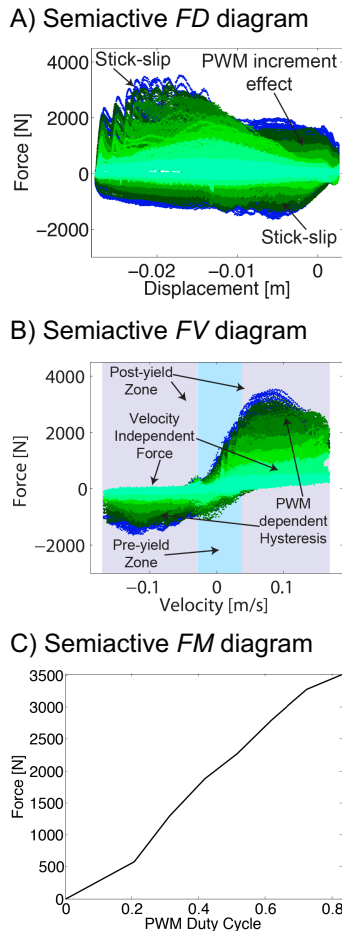 A) Semiactive FD diagram
4000
2000
0
−2000
Force [N]
Stick-slip
PWM increment
effect
Stick-slip
−0.02
−0.01
0
Displacement [m]
B) Semiactive FV diagram
4000
2000
0
−2000
Force [N]
Post-yield
Zone
Velocity
Independent
Force
PWM
dependent
Hysteresis
Pre-yield
Zone
−0.1
0
0.1
Velocity [m/s]
C) Semiactive FM diagram
3500
3000
2500
2000
1500
1000
500
0
Force [N]
0
0.2
0.4
0.6
0.8
PWM Duty Cycle